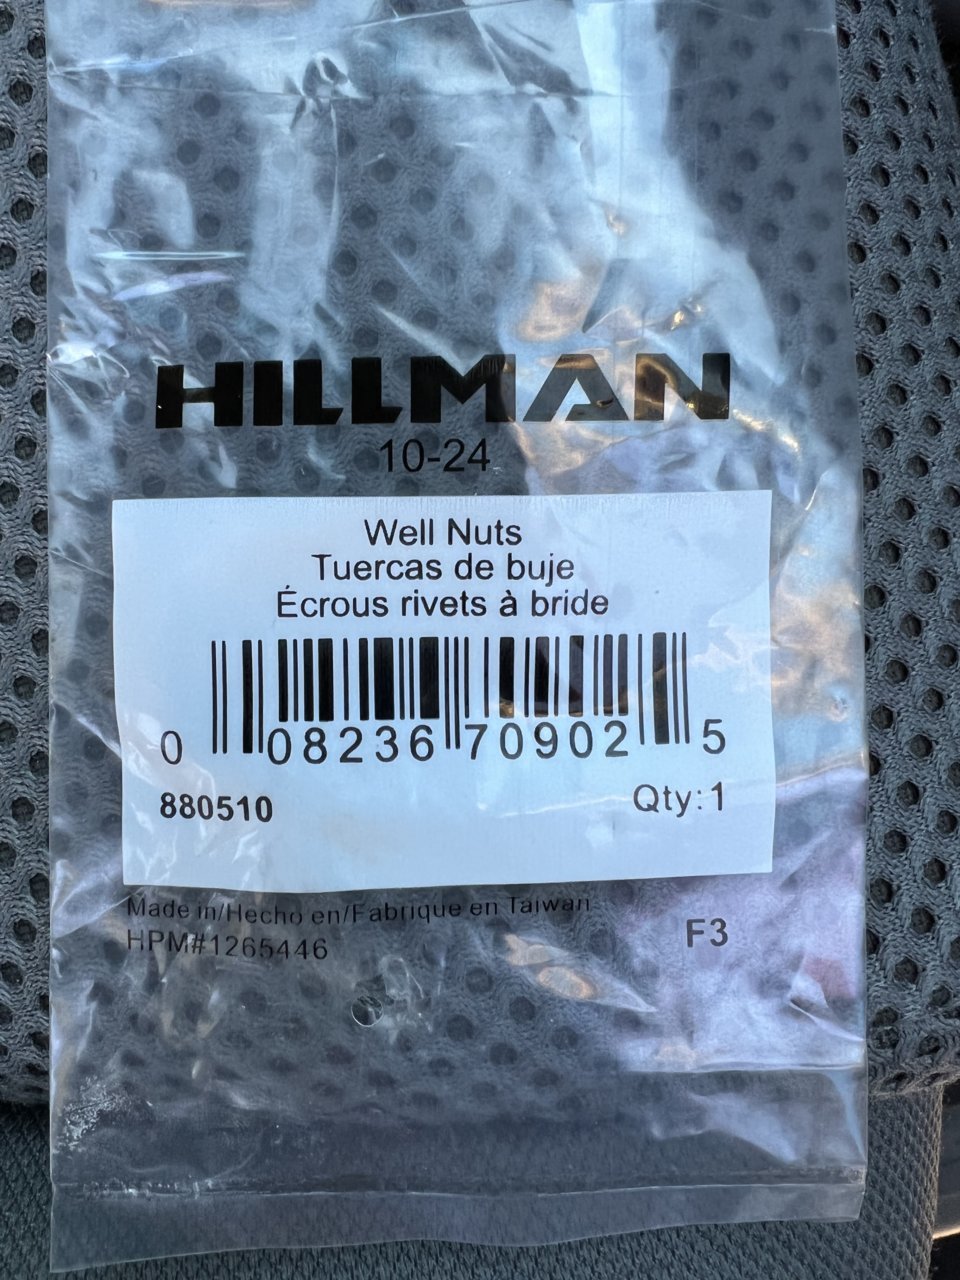 HILLMAN
10-24
Well Nuts
Tuercas de buje
Écrous rivets à bride
0 08236 70902 5
880510 Qty:1
Made in/Hecho en/Fabrique en Taiwan
HPM#1265446 F3